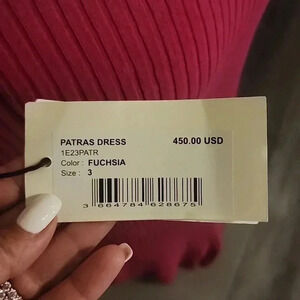 PATRAS DRESS 450.00 USD
1E23PATR
Color : FUCHSIA
Size : 3
3 664784 628675